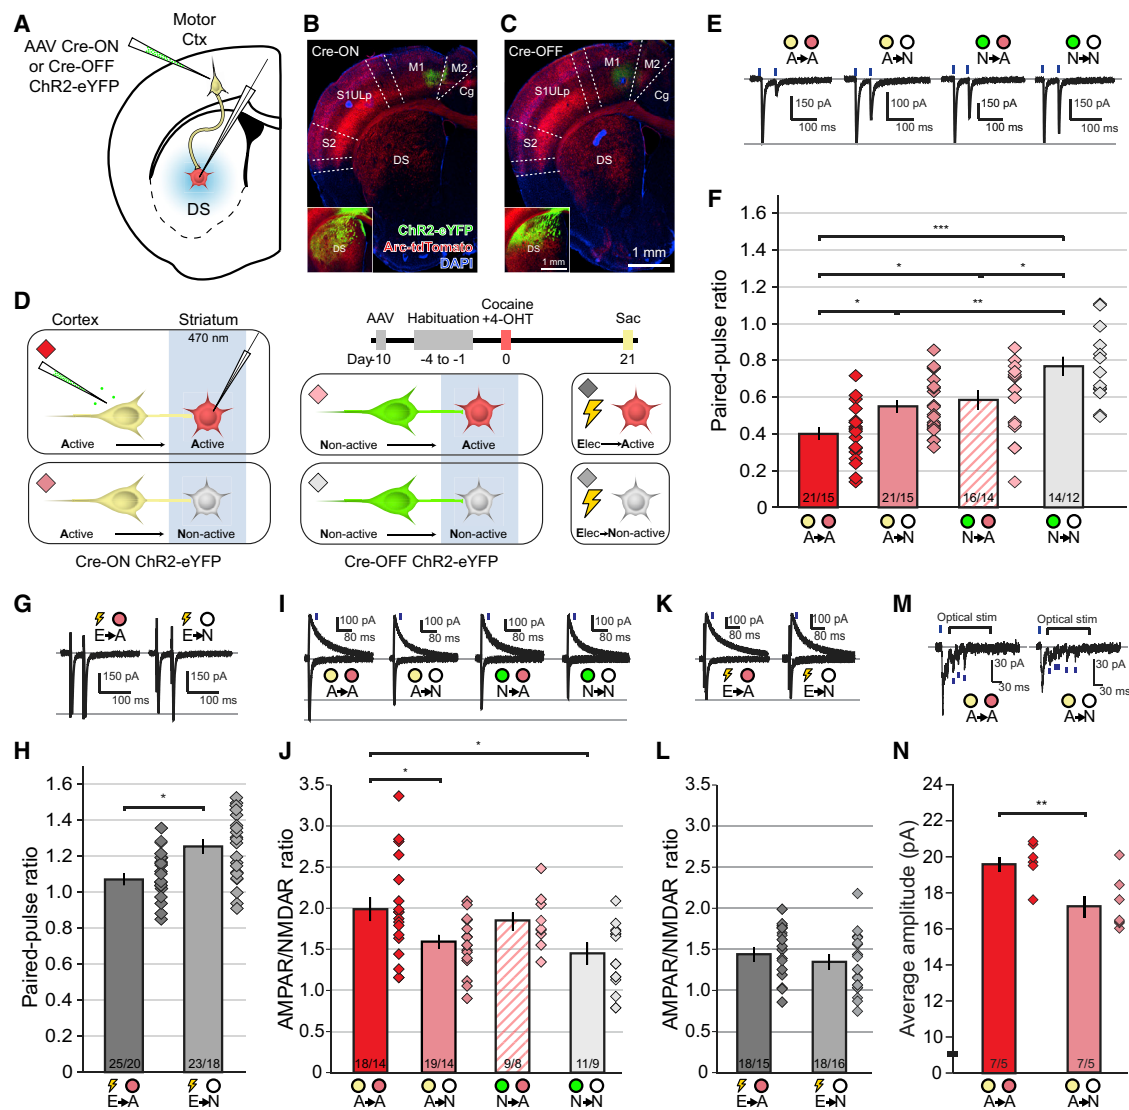 A
Motor
Ctx
AAV Cre-ON
or Cre-OFF
ChR2-eYFP
DS
B
Cre-ON
M1
M2
Cg
S1ULp
S2
DS
DS
ChR2-eYFP
Arc-tdTomato
DAPI
C
Cre-OFF
M1
M2
Cg
S1ULp
S2
DS
DS
1 mm
1 mm
D
Cortex
Striatum
470 nm
Active
Active
Active
Non-active
Cre-ON ChR2-eYFP
AAV
Habituation
Cocaine
+4-OHT
Sac
Day-10
-4 to -1
0
21
Non-active
Active
Non-active
Non-active
Cre-OFF ChR2-eYFP
Elec
Active
Elec
Non-active
E
A→A
A→N
N→A
N→N
150 pA
100 ms
100 pA
100 ms
150 pA
100 ms
150 pA
100 ms
F
Paired-pulse ratio
1.6
1.4
1.2
1.0
0.8
0.6
0.4
0.2
0
***
*
*
*
**
21/15
21/15
16/14
14/12
A→A
A→N
N→A
N→N
G
E→A
E→N
150 pA
100 ms
150 pA
100 ms
H
Paired-pulse ratio
1.6
1.4
1.2
1.0
0.8
0.6
0.4
0.2
0
*
25/20
23/18
E→A
E→N
I
100 pA
80 ms
100 pA
80 ms
100 pA
80 ms
100 pA
80 ms
A→A
A→N
N→A
N→N
J
AMPAR/NMDAR ratio
3.5
3.0
2.5
2.0
1.5
1.0
0.5
0
*
*
18/14
19/14
9/8
11/9
A→A
A→N
N→A
N→N
K
100 pA
80 ms
100 pA
80 ms
E→A
E→N
L
AMPAR/NMDAR ratio
3.5
3.0
2.5
2.0
1.5
1.0
0.5
0
18/15
18/16
E→A
E→N
M
Optical stim
Optical stim
30 pA
30 ms
30 pA
30 ms
A→A
A→N
N
Average amplitude (pA)
24
22
20
18
16
14
12
10
0
**
7/5
7/5
A→A
A→N